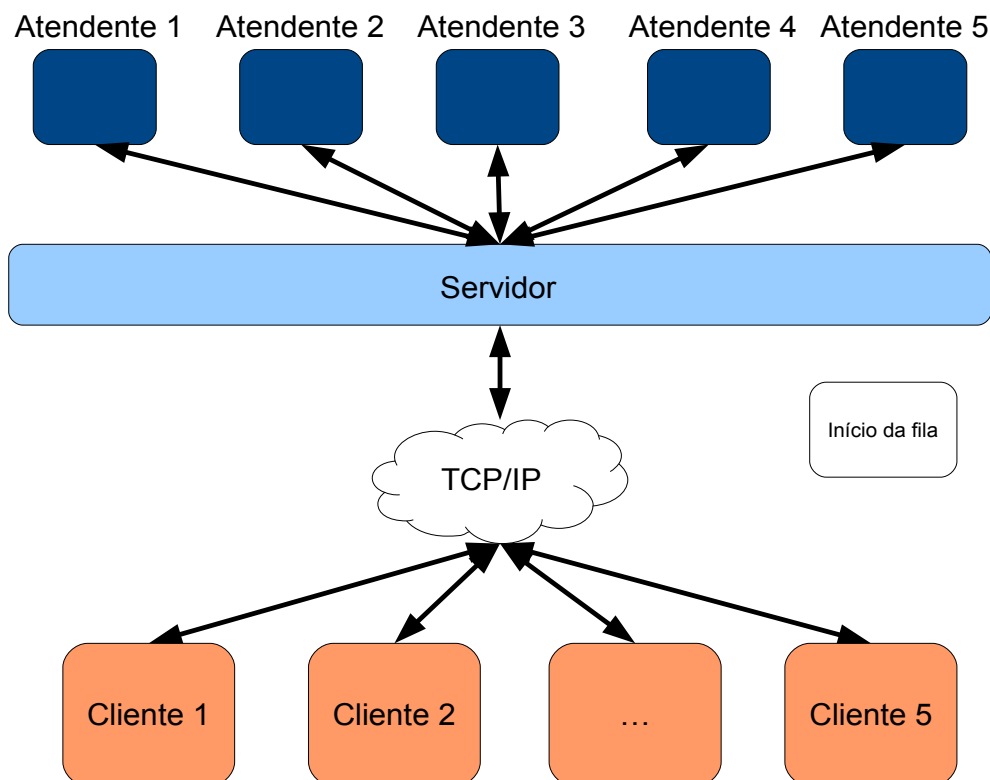 Atendente 1
Atendente 2
Atendente 3
Atendente 4
Atendente 5
Servidor
Início da fila
TCP/IP
Cliente 1
Cliente 2
...
Cliente 5